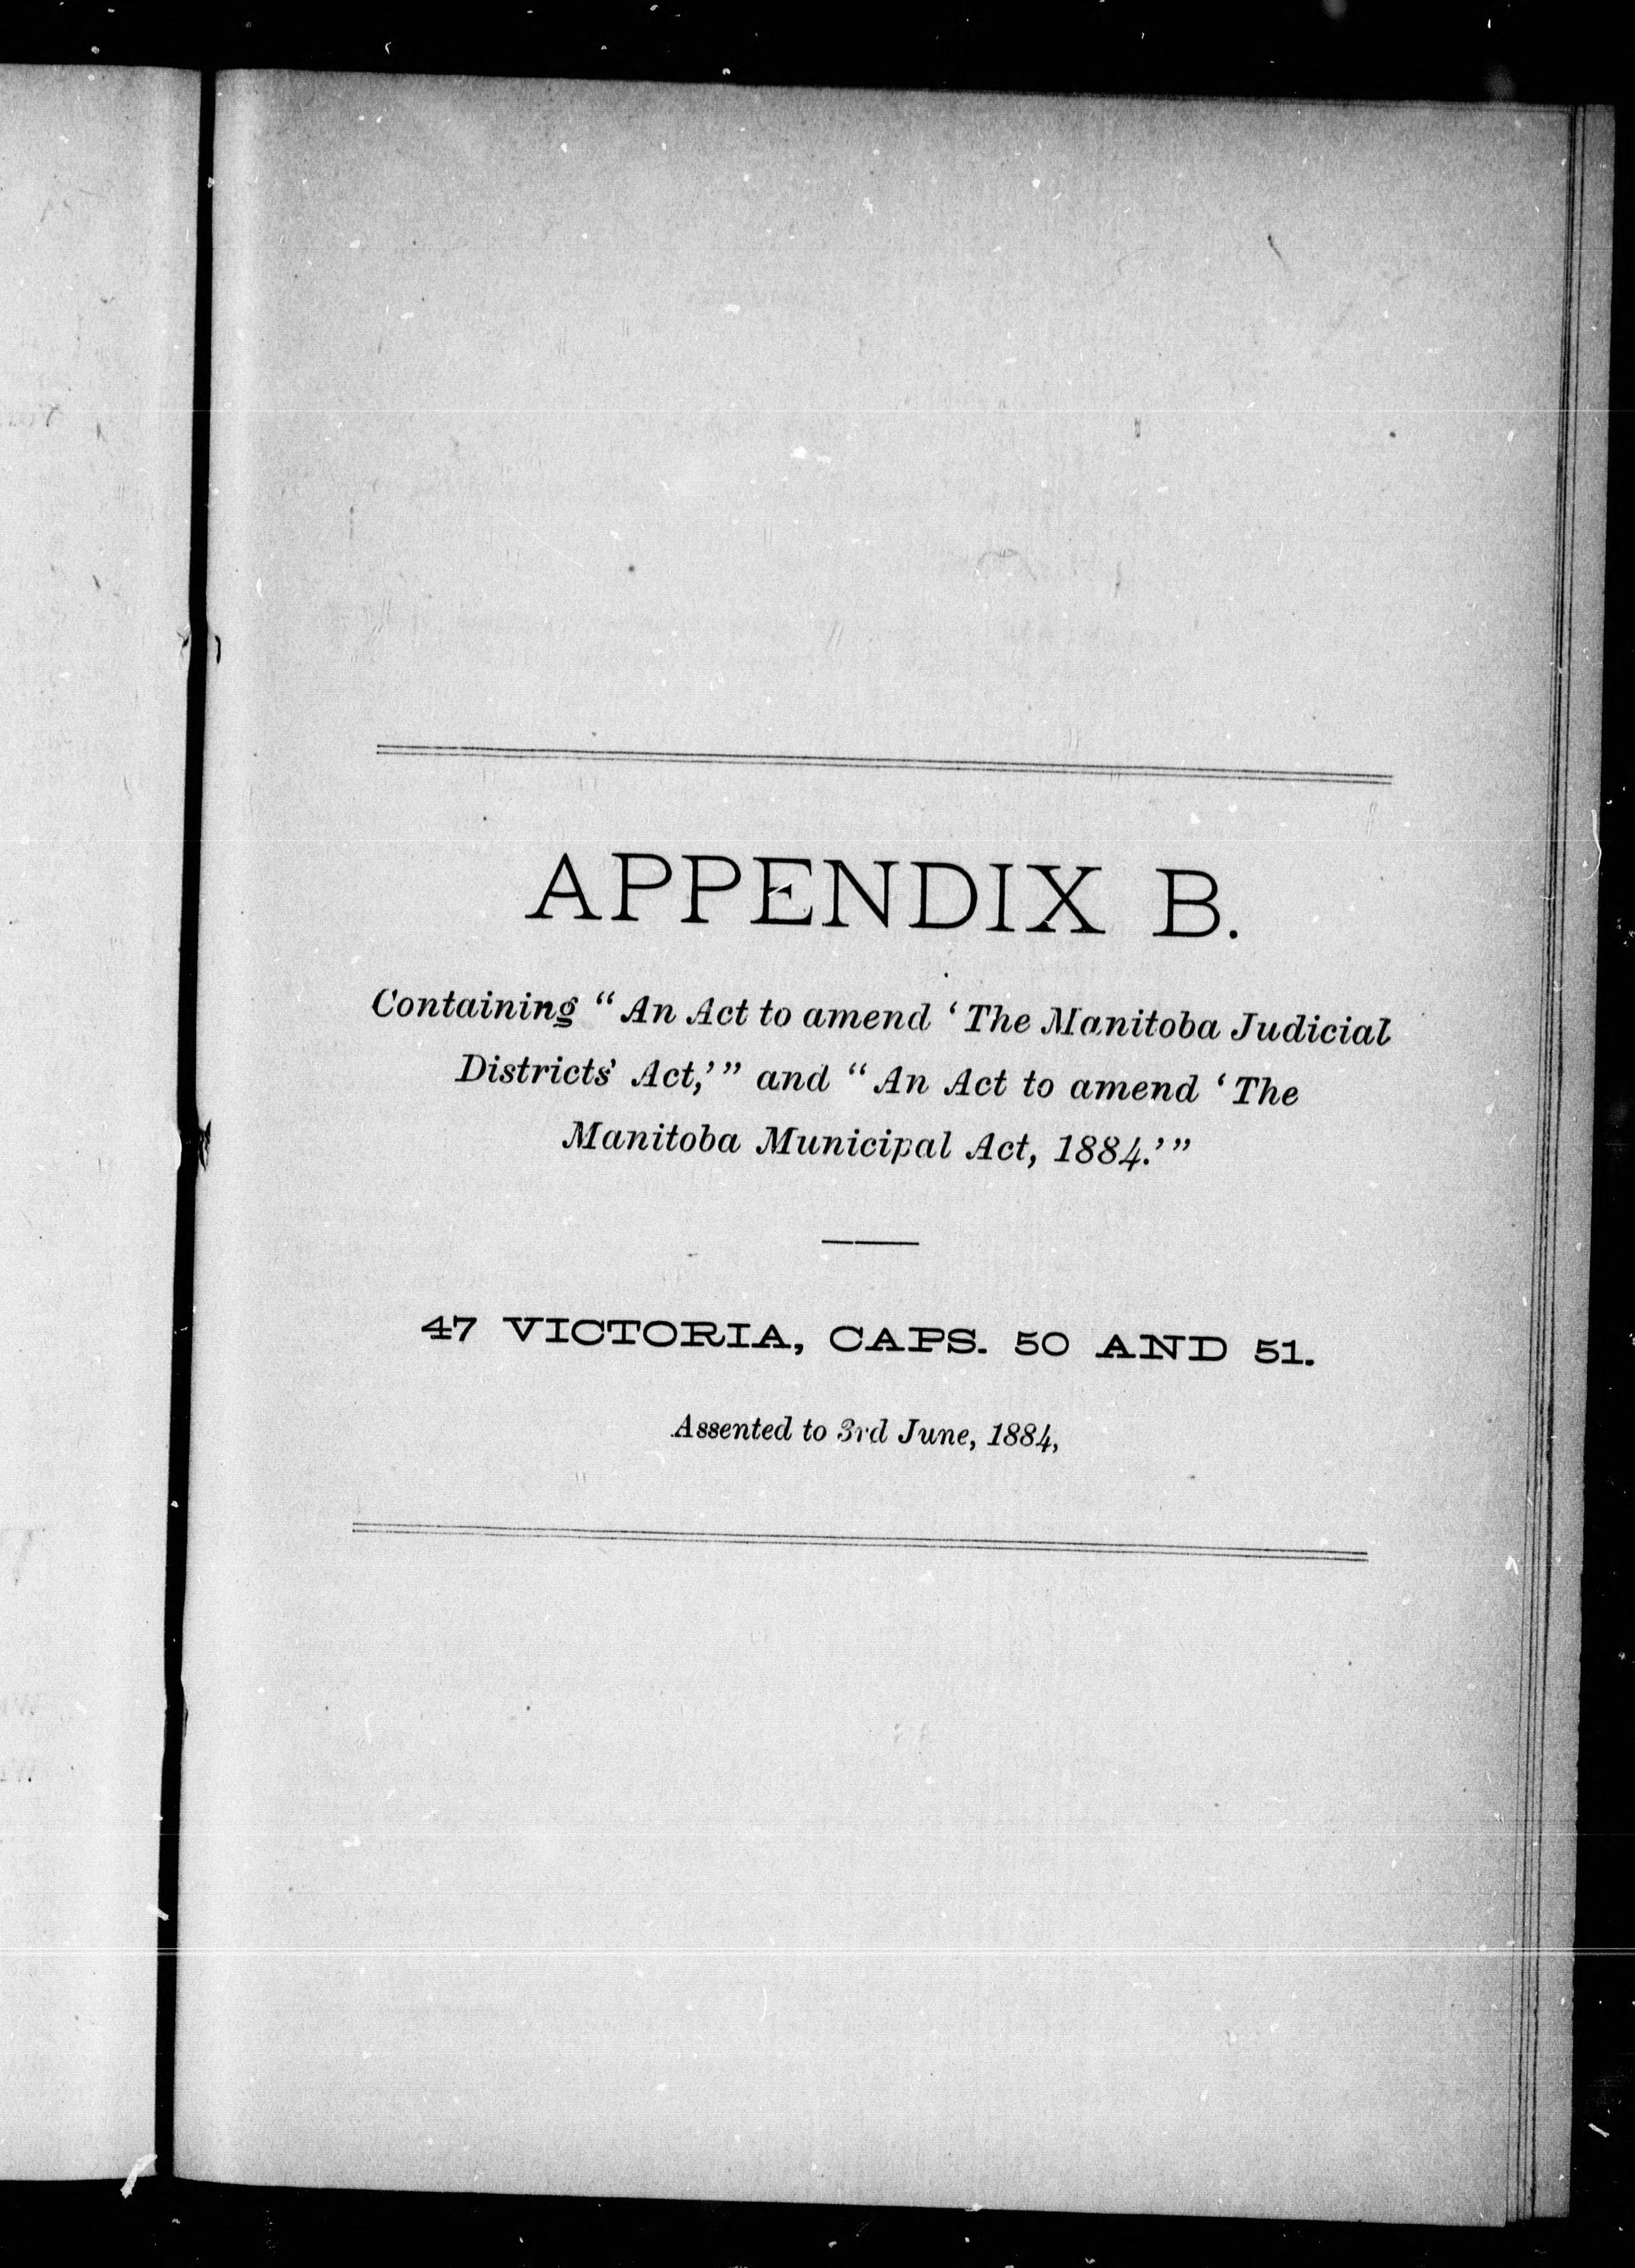 APPENDIX B.
Containing “An Act to amend ‘The Manitoba Judicial
Districts' Act,’” and “An Act to amend ‘The
Manitoba Municipal Act, 1884.’”
47 VICTORIA, CAPS. 50 AND 51.
Assented to 3rd June, 1884,